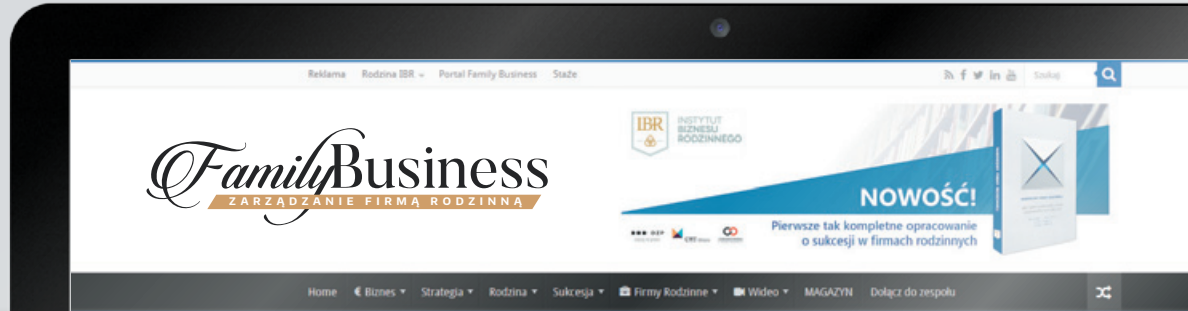 Reklama Rodzina IBR Portal Family Business Staże
Szukaj
FamilyBusiness
ZARZĄDZANIE FIRMĄ RODZINNĄ
IBR
INSTYTUT
BIZNESU
RODZINNEGO
NOWOŚĆ!
Pierwsze tak kompletne opracowanie
o sukcesji w firmach rodzinnych
DZP
Home € Biznes Strategia Rodzina Sukcesja Firmy Rodzinne Wideo MAGAZYN Dołącz do zespołu